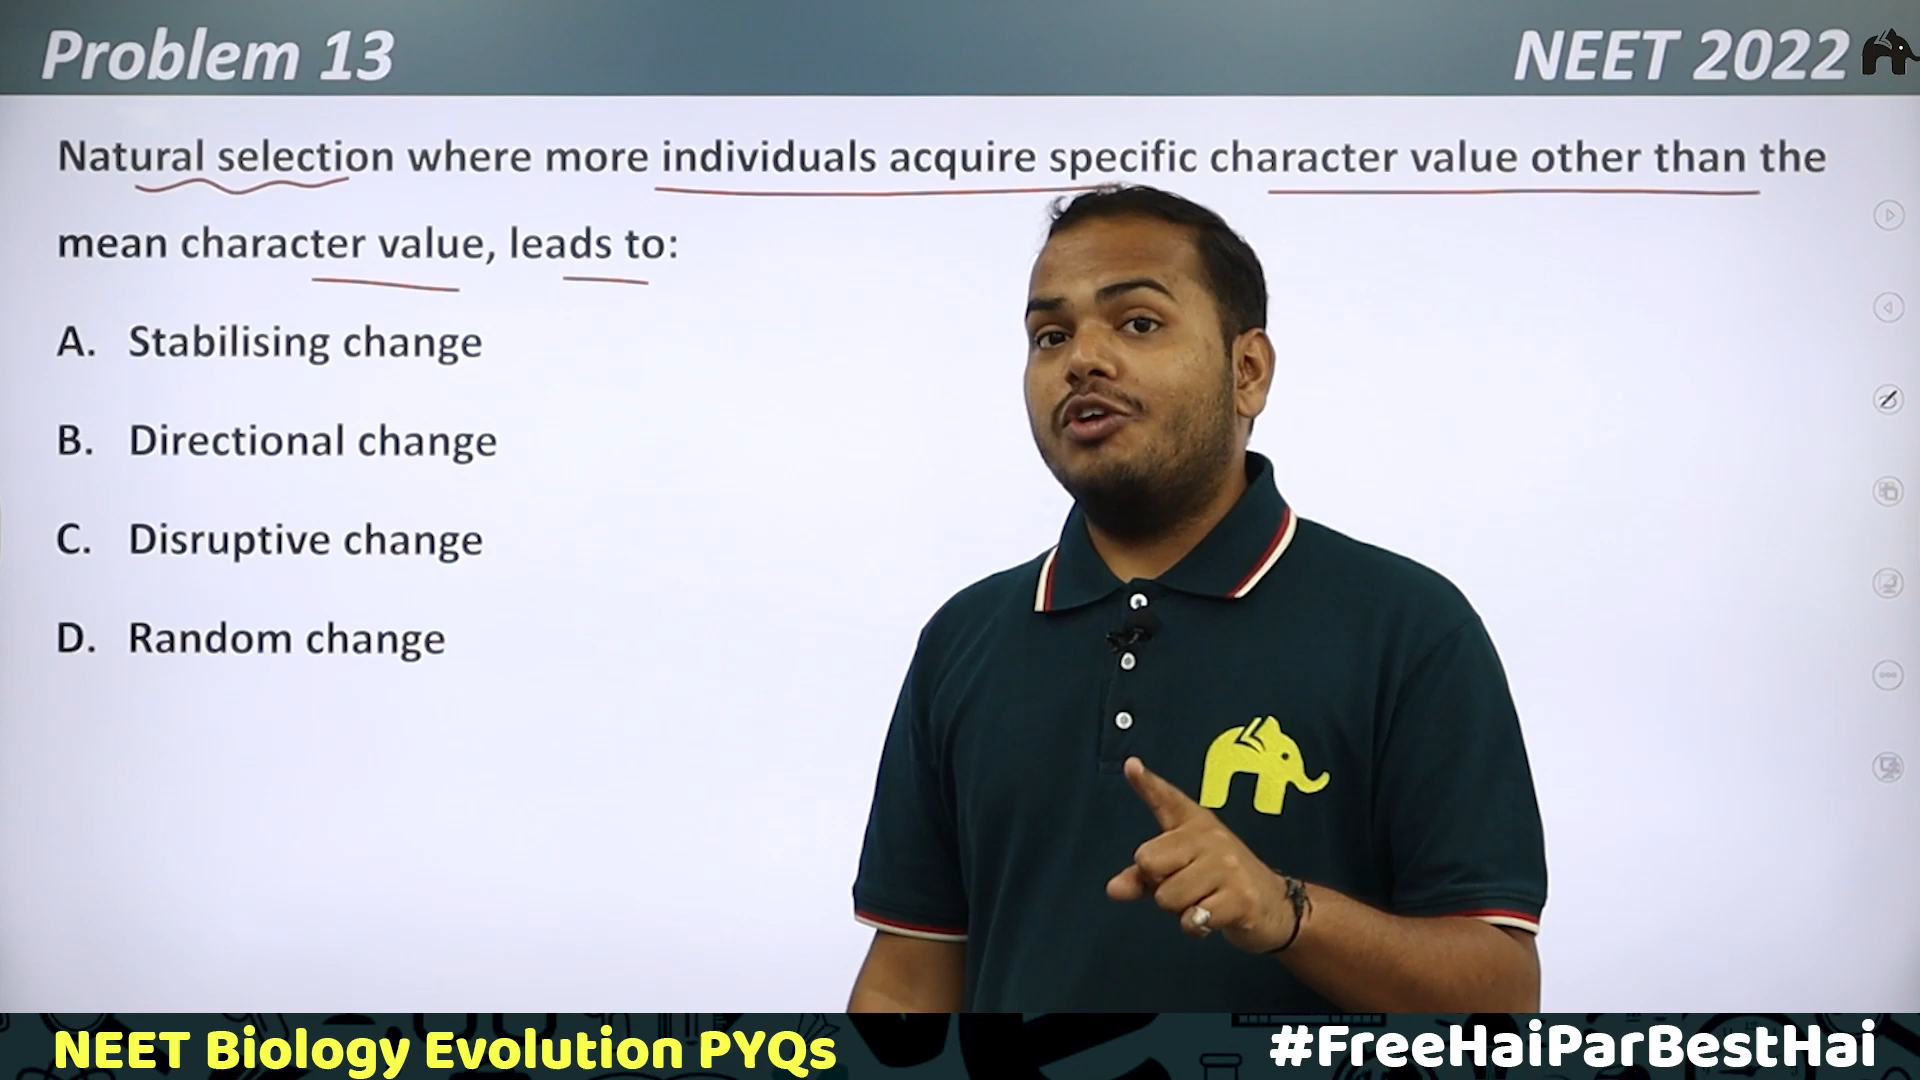 Problem 13
NEET 2022
Natural selection where more individuals acquire specific character value other than the
mean character value, leads to:
A. Stabilising change
B. Directional change
C. Disruptive change
D. Random change
NEET Biology Evolution PYQs
#FreeHaiParBestHai